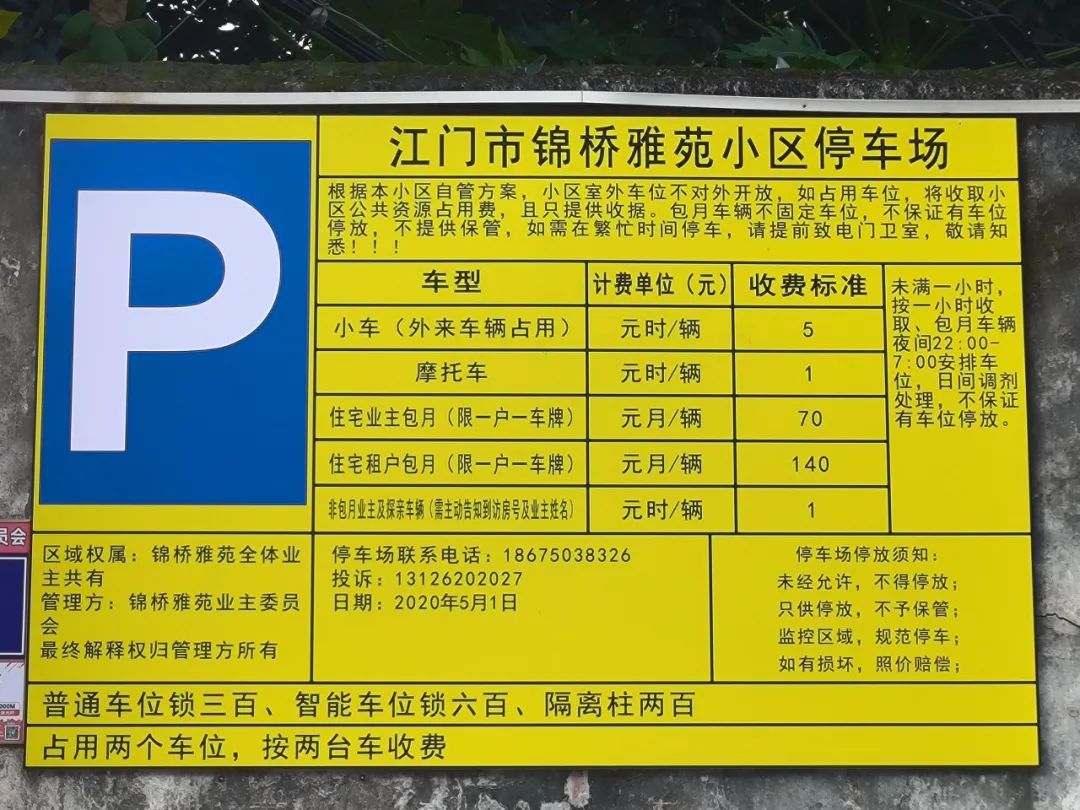 江门市锦桥雅苑小区停车场
根据本小区自管方案，小区室外车位不对外开放，如占用车位，将收取小
区公共资源占用费，且只提供收据。包月车辆不固定车位，不保证有车位
停放，不提供保管，如需在繁忙时间停车，请提前致电门卫室，敬请知
悉！！！
P
车型 计费单位（元） 收费标准
小车（外来车辆占用） 元时/辆 5
摩托车 元时/辆 1
住宅业主包月（限一户一车牌） 元月/辆 70
住宅租户包月（限一户一车牌） 元月/辆 140
非包月业主及探亲车辆（需主动告知到访房号及业主姓名） 元时/辆 1
未满一小时，
按一小时收
取、包月车辆
夜间22:00-
7:00安排车
位，日间调剂
处理，不保证
有车位停放。
区域权属：锦桥雅苑全体业
主共有
管理方：锦桥雅苑业主委员
会
最终解释权归管理方所有
停车场联系电话：18675038326
投诉：13126202027
日期：2020年5月1日
停车场停放须知：
未经允许，不得停放；
只供停放，不予保管；
监控区域，规范停车；
如有损坏，照价赔偿；
普通车位锁三百、智能车位锁六百、隔离柱两百
占用两个车位，按两台车收费
员会